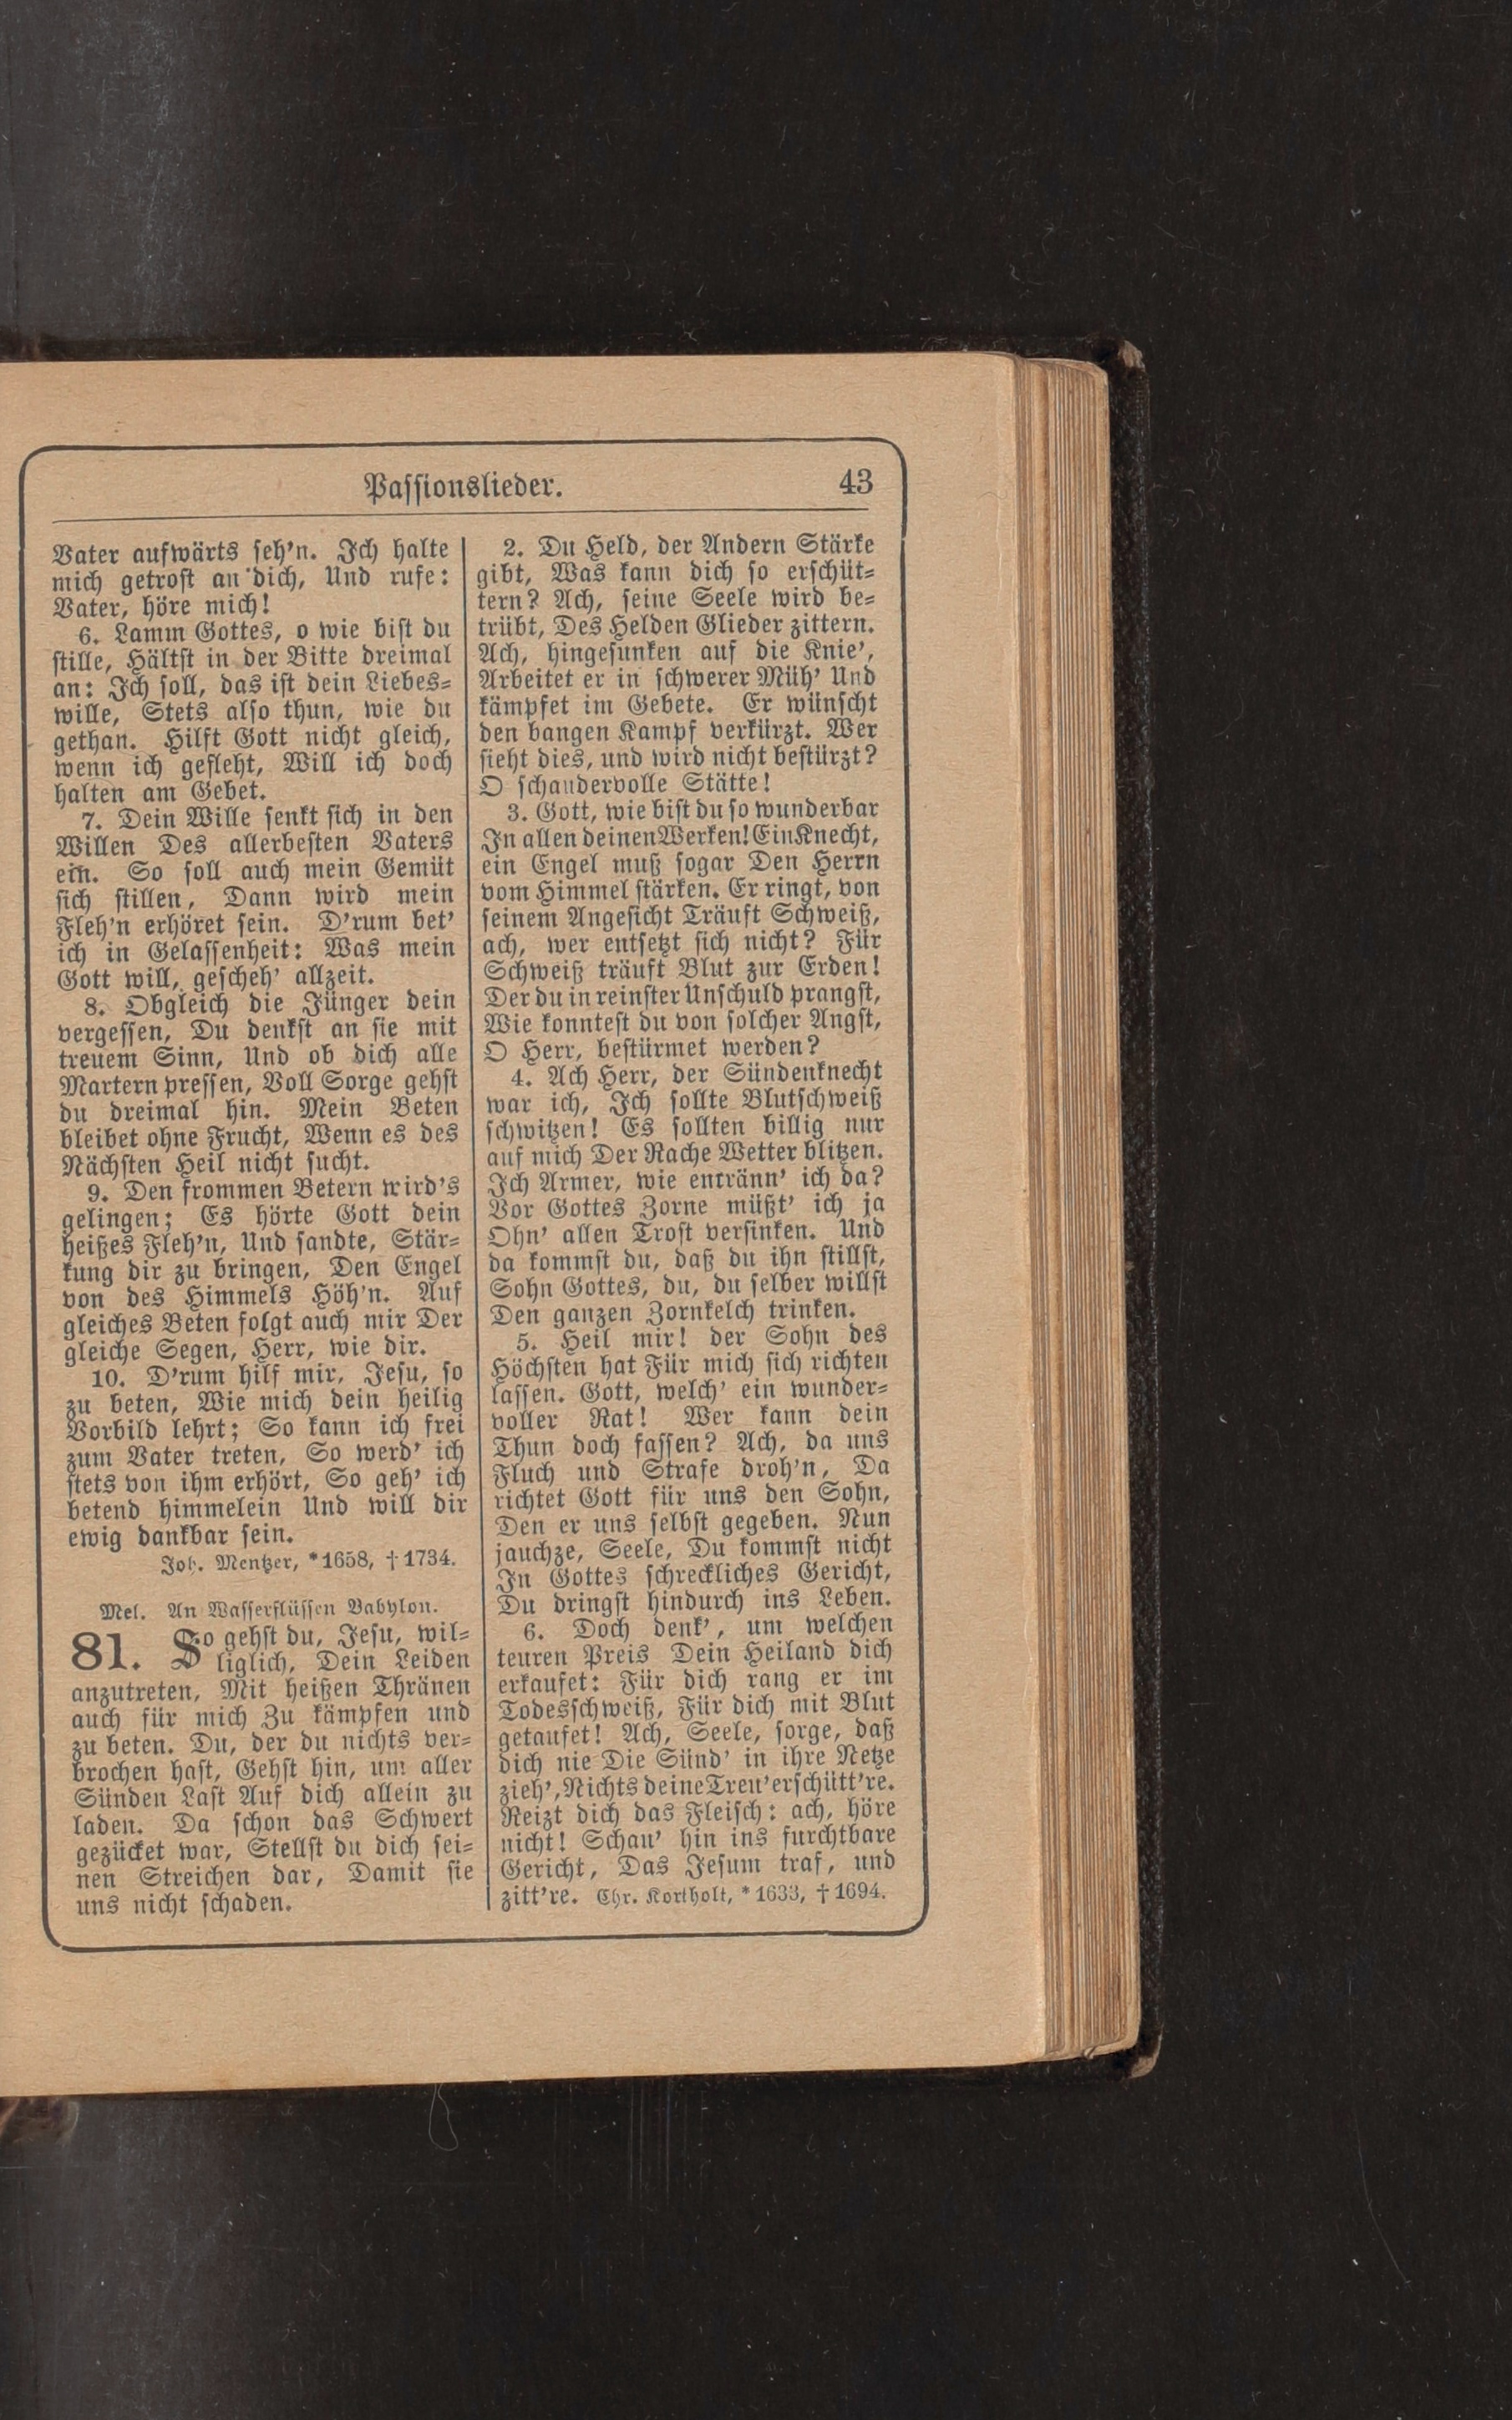 Passionslieder.
43
Vater aufwärts seh'n. Ich halte
mich getrost an dich, Und rufe:
Vater, höre mich!
6. Lamm Gottes, o wie bist du
stille, Hältst in der Bitte dreimal
an: Ich soll, das ist dein Liebes=
wille, Stets also thun, wie du
gethan. Hilft Gott nicht gleich,
wenn ich gefleht, Will ich doch
halten am Gebet.
7. Dein Wille senkt sich in den
Willen Des allerbesten Vaters
ein. So soll auch mein Gemüt
sich stillen, Dann wird mein
Fleh'n erhöret sein. D'rum bet'
ich in Gelassenheit: Was mein
Gott will, gescheh' allzeit.
8. Obgleich die Jünger dein
vergessen, Du denkst an sie mit
treuem Sinn, Und ob dich alle
Martern pressen, Voll Sorge gehst
du dreimal hin. Mein Beten
bleibet ohne Frucht, Wenn es des
Nächsten Heil nicht sucht.
9. Den frommen Betern wird's
gelingen; Es hörte Gott dein
heißes Fleh'n, Und sandte, Stär=
kung dir zu bringen, Den Engel
von des Himmels Höh'n. Auf
gleiches Beten folgt auch mir Der
gleiche Segen, Herr, wie dir.
10. D'rum hilf mir, Jesu, so
zu beten, Wie mich dein heilig
Vorbild lehrt; So kann ich frei
zum Vater treten, So werd' ich
stets von ihm erhört, So geh' ich
betend himmelein Und will dir
ewig dankbar sein.
Joh. Mentzer, *1658, †1734.
Mel. An Wasserflüssen Babylon.
81. So gehst du, Jesu, wil=
liglich, Dein Leiden
anzutreten, Mit heißen Thränen
auch für mich Zu kämpfen und
zu beten. Du, der du nichts ver=
brochen hast, Gehst hin, um aller
Sünden Last Auf dich allein zu
laden. Da schon das Schwert
gezücket war, Stellst du dich sei=
nen Streichen dar, Damit sie
uns nicht schaden.
2. Du Held, der Andern Stärke
gibt, Was kann dich so erschüt=
tern? Ach, seine Seele wird be=
trübt, Des Helden Glieder zittern.
Ach, hingesunken auf die Knie',
Arbeitet er in schwerer Müh' Und
kämpfet im Gebete. Er wünscht
den bangen Kampf verkürzt. Wer
sieht dies, und wird nicht bestürzt?
O schaudervolle Stätte!
3. Gott, wie bist du so wunderbar
In allen deinen Werken! Ein Knecht,
ein Engel muß sogar Den Herrn
vom Himmel stärken. Er ringt, von
seinem Angesicht Träuft Schweiß,
ach, wer entsetzt sich nicht? Für
Schweiß träuft Blut zur Erden!
Der du in reinster Unschuld prangst,
Wie konntest du von solcher Angst,
O Herr, bestürmet werden?
4. Ach Herr, der Sündenknecht
war ich, Ich sollte Blutschweiß
schwitzen! Es sollten billig nur
auf mich Der Rache Wetter blitzen.
Ich Armer, wie entränn' ich da?
Vor Gottes Zorne müßt' ich ja
Ohn' allen Trost versinken. Und
da kommst du, daß du ihn stillst,
Sohn Gottes, du, du selber willst
Den ganzen Zornkelch trinken.
5. Heil mir! der Sohn des
Höchsten hat Für mich sich richten
lassen. Gott, welch' ein wunder=
voller Rat! Wer kann dein
Thun doch fassen? Ach, da uns
Fluch und Strafe droh'n, Da
richtet Gott für uns den Sohn,
Den er uns selbst gegeben. Nun
jauchze, Seele, Du kommst nicht
In Gottes schreckliches Gericht,
Du dringst hindurch ins Leben.
6. Doch denk', um welchen
teuren Preis Dein Heiland dich
erkaufet: Für dich rang er im
Todesschweiß, Für dich mit Blut
getaufet! Ach, Seele, sorge, daß
dich nie Die Sünd' in ihre Netze
zieh', Nichts deine Treu' erschütt're.
Reizt dich das Fleisch: ach, höre
nicht! Schau' hin ins furchtbare
Gericht, Das Jesum traf, und
zitt're. Chr. Kortholt, *1633, †1694.